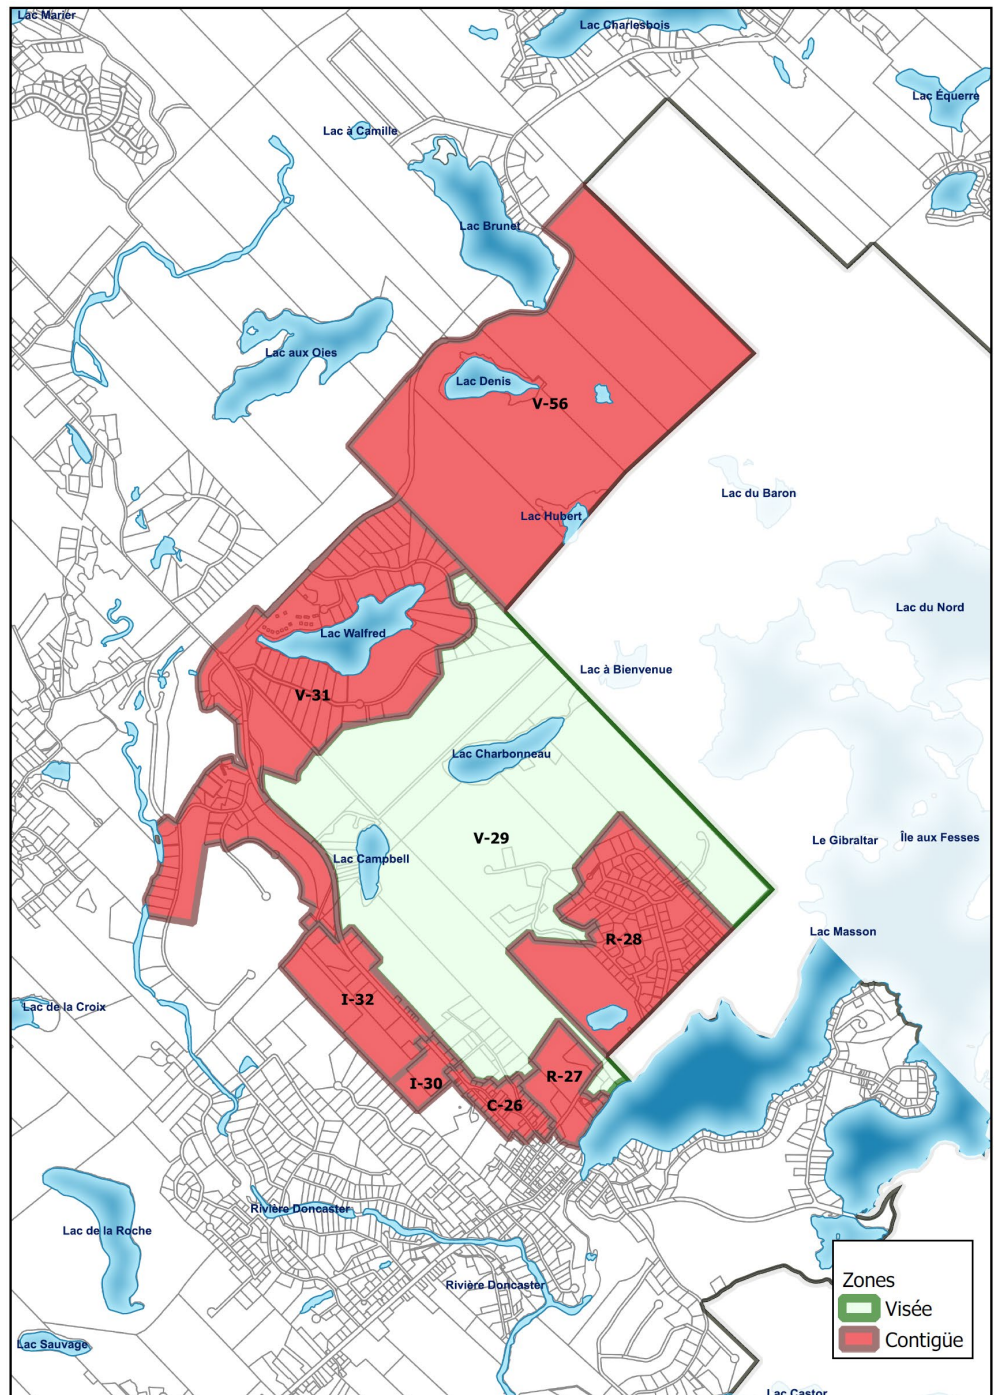 Lac Marier
Lac Charlesbois
Lac Équerre
Lac à Camille
Lac Brunet
Lac aux Oies
Lac Denis
V-56
Lac du Baron
Lac Hubert
Lac du Nord
Lac Walfred
Lac à Bienvenue
V-31
Lac Charbonneau
V-29
Le Gibraltar
Île aux Fesses
Lac Campbell
Lac Masson
R-28
I-32
Lac de la Croix
R-27
I-30
C-26
Rivière Doncaster
Lac de la Roche
Rivière Doncaster
Zones
Visée
Contigüe
Lac Sauvage
Lac Castor